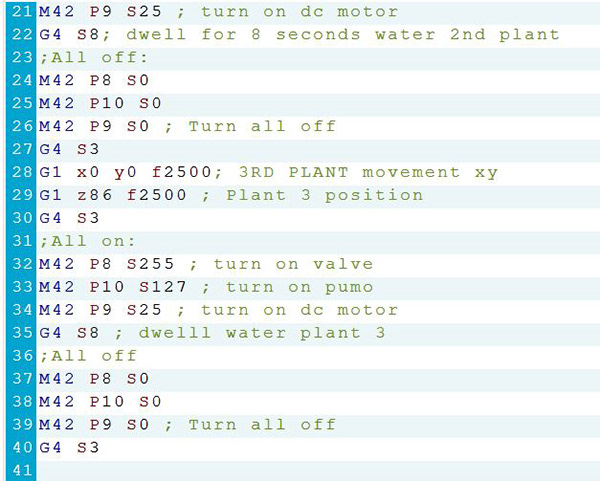 21 M42 P9 S25 ; turn on dc motor
22 G4 S8; dwell for 8 seconds water 2nd plant
23 ;All off:
24 M42 P8 S0
25 M42 P10 S0
26 M42 P9 S0 ; Turn all off
27 G4 S3
28 G1 x0 y0 f2500; 3RD PLANT movement xy
29 G1 z86 f2500 ; Plant 3 position
30 G4 S3
31 ;All on:
32 M42 P8 S255 ; turn on valve
33 M42 P10 S127 ; turn on pumo
34 M42 P9 S25 ; turn on dc motor
35 G4 S8 ; dwelll water plant 3
36 ;All off
37 M42 P8 S0
38 M42 P10 S0
39 M42 P9 S0 ; Turn all off
40 G4 S3
41